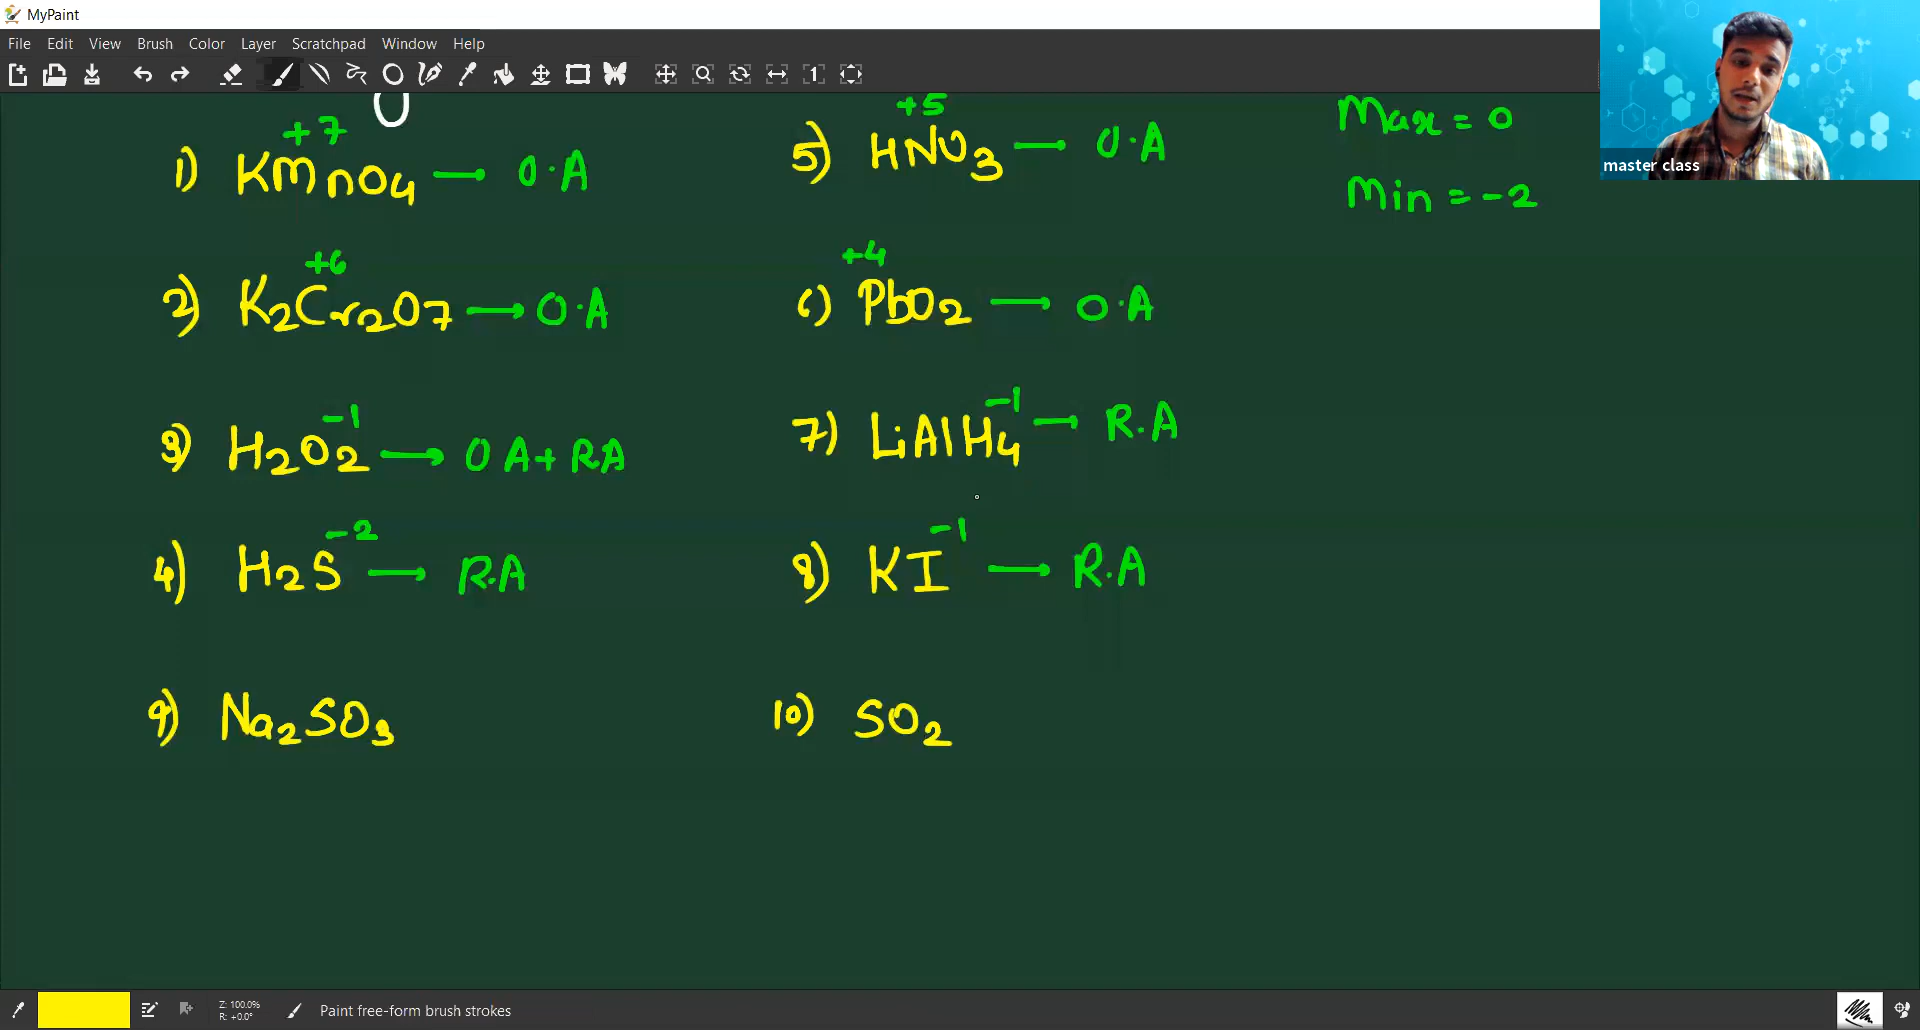 MyPaint
File Edit View Brush Color Layer Scratchpad Window Help
master class
+7
1) KMnO4 → O.A
+5
5) HNO3 → O.A
Max = 0
Min = -2
+6
2) K2Cr2O7 → O.A
+4
6) PbO2 → O.A
-1
3) H2O2 → O A + R A
-1
7) LiAlH4 → R.A
-2
4) H2S → R.A
-1
8) KI → R.A
9) Na2SO3
10) SO2
Z: 100.0%
R: +0.0°
Paint free-form brush strokes